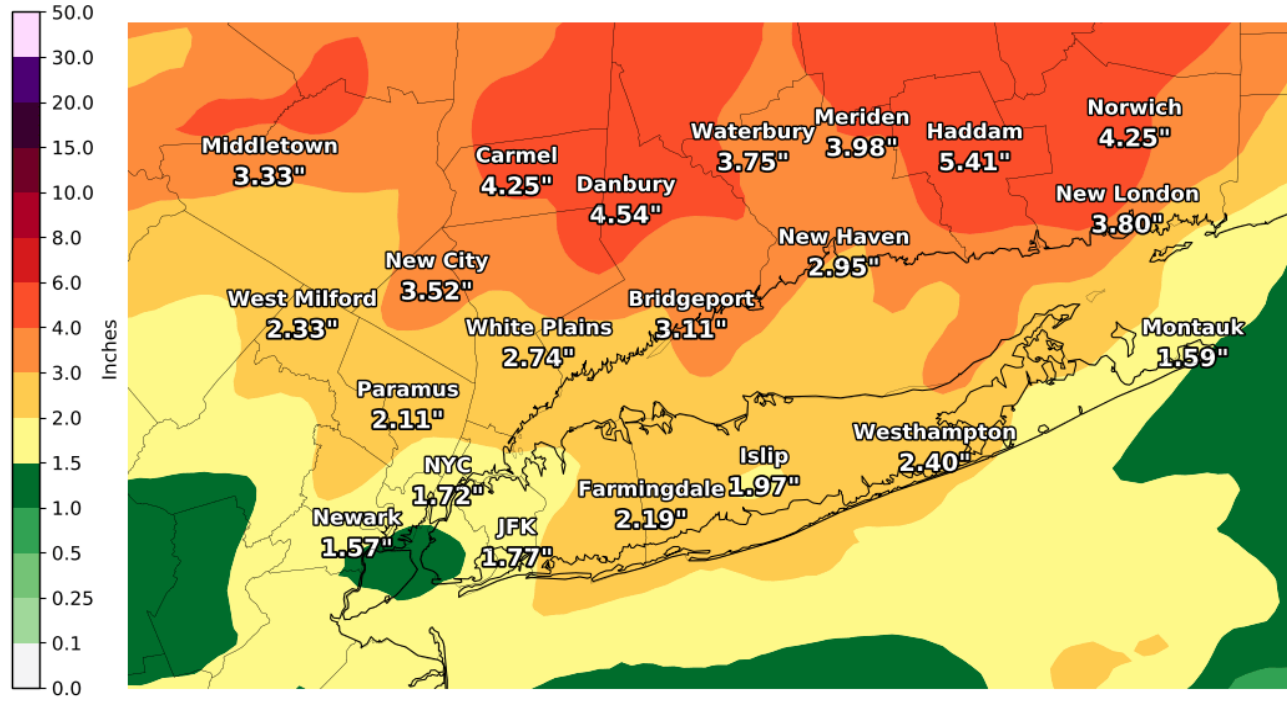 50.0
30.0
20.0
15.0
10.0
8.0
6.0
4.0
3.0
2.0
1.5
1.0
0.5
0.25
0.1
0.0
Inches
Middletown
3.33"
Carmel
4.25"
Danbury
4.54"
Waterbury
3.75"
Meriden
3.98"
Haddam
5.41"
Norwich
4.25"
New London
3.80"
New Haven
2.95"
New City
3.52"
West Milford
2.33"
White Plains
2.74"
Bridgeport
3.11"
Montauk
1.59"
Paramus
2.11"
Westhampton
2.40"
NYC
1.72"
Islip
1.97"
Farmingdale
2.19"
Newark
1.57"
JFK
1.77"